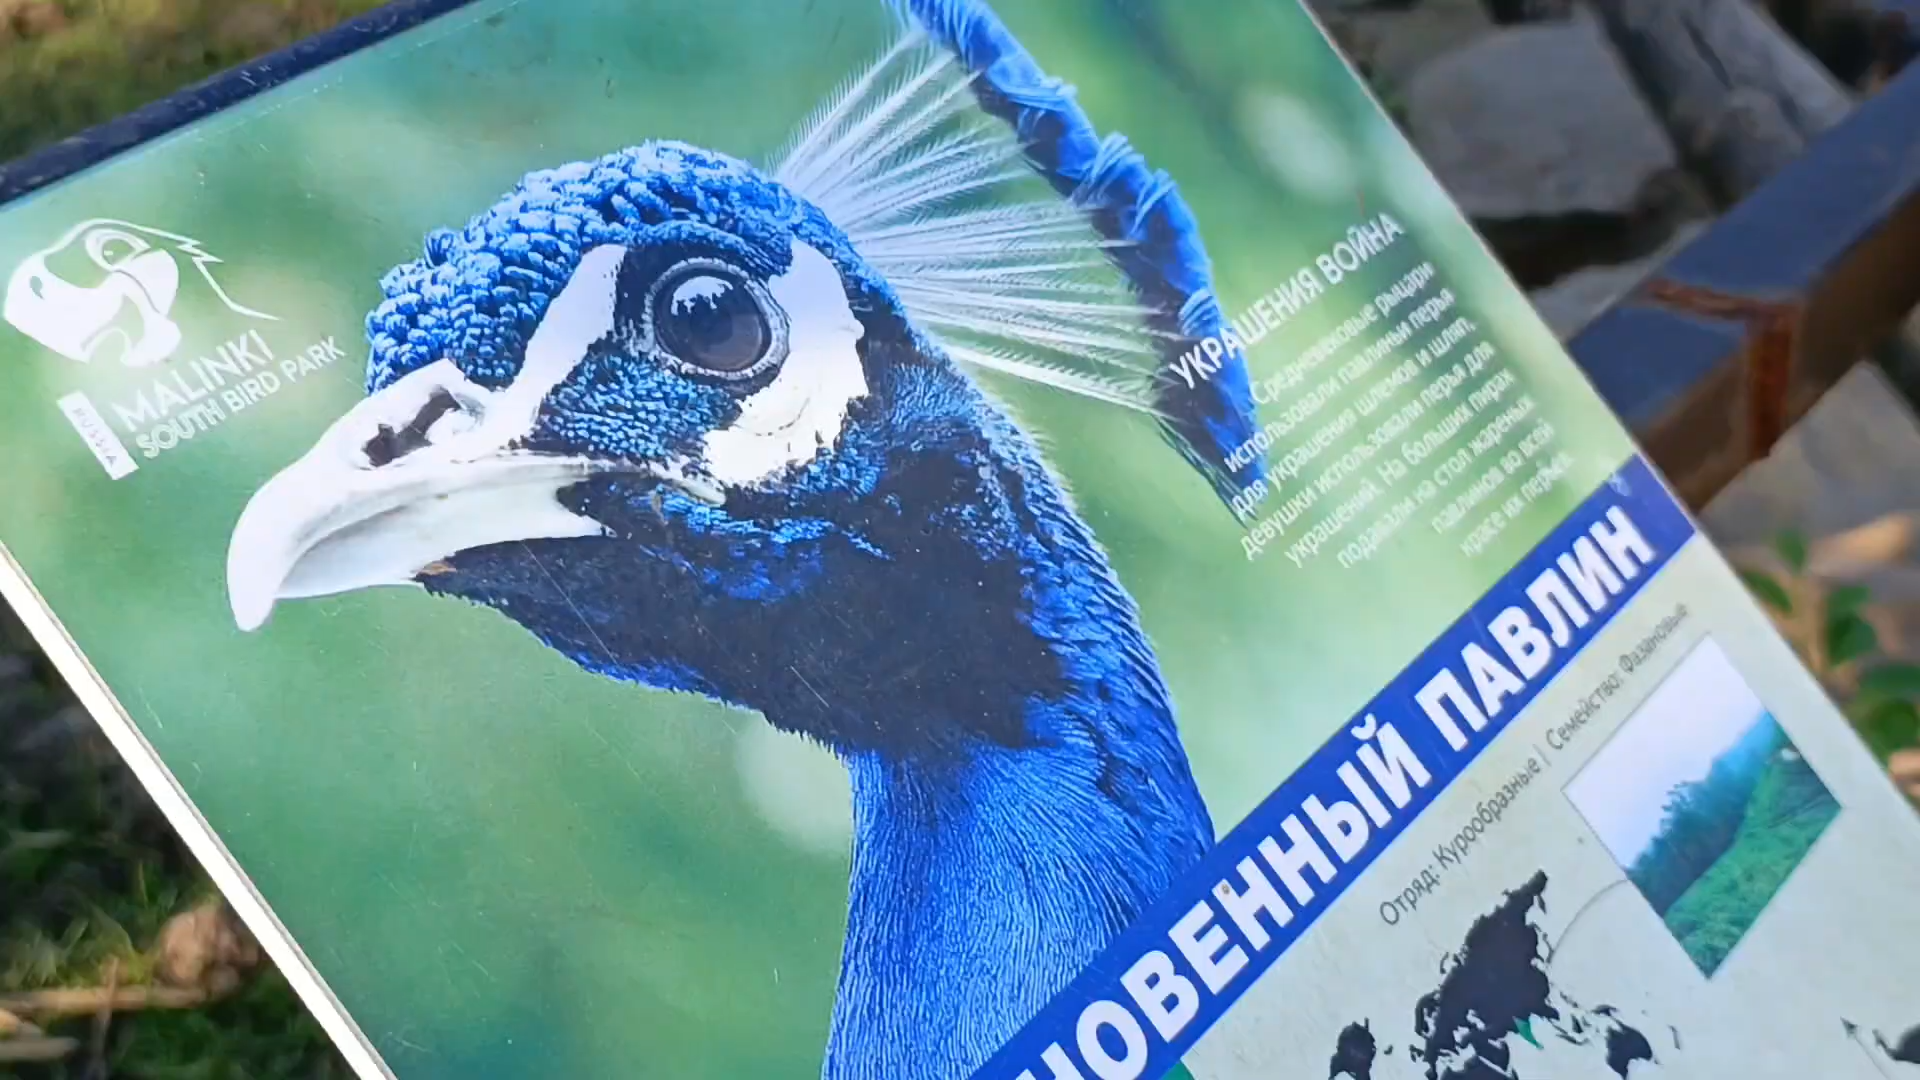 MALINKI
SOUTH BIRD PARK
RUSSIA
УКРАШЕНИЯ ВОЙНА
Средневековые рыцари
использовали павлиньи перья
для украшения шлемов и шляп,
девушки использовали перья для
украшений. На больших пирах
подавали на стол жареных
павлинов во всей
красе их перьев.
НОВЕННЫЙ ПАВЛИН
Отряд: Курообразные | Семейство: Фазановые